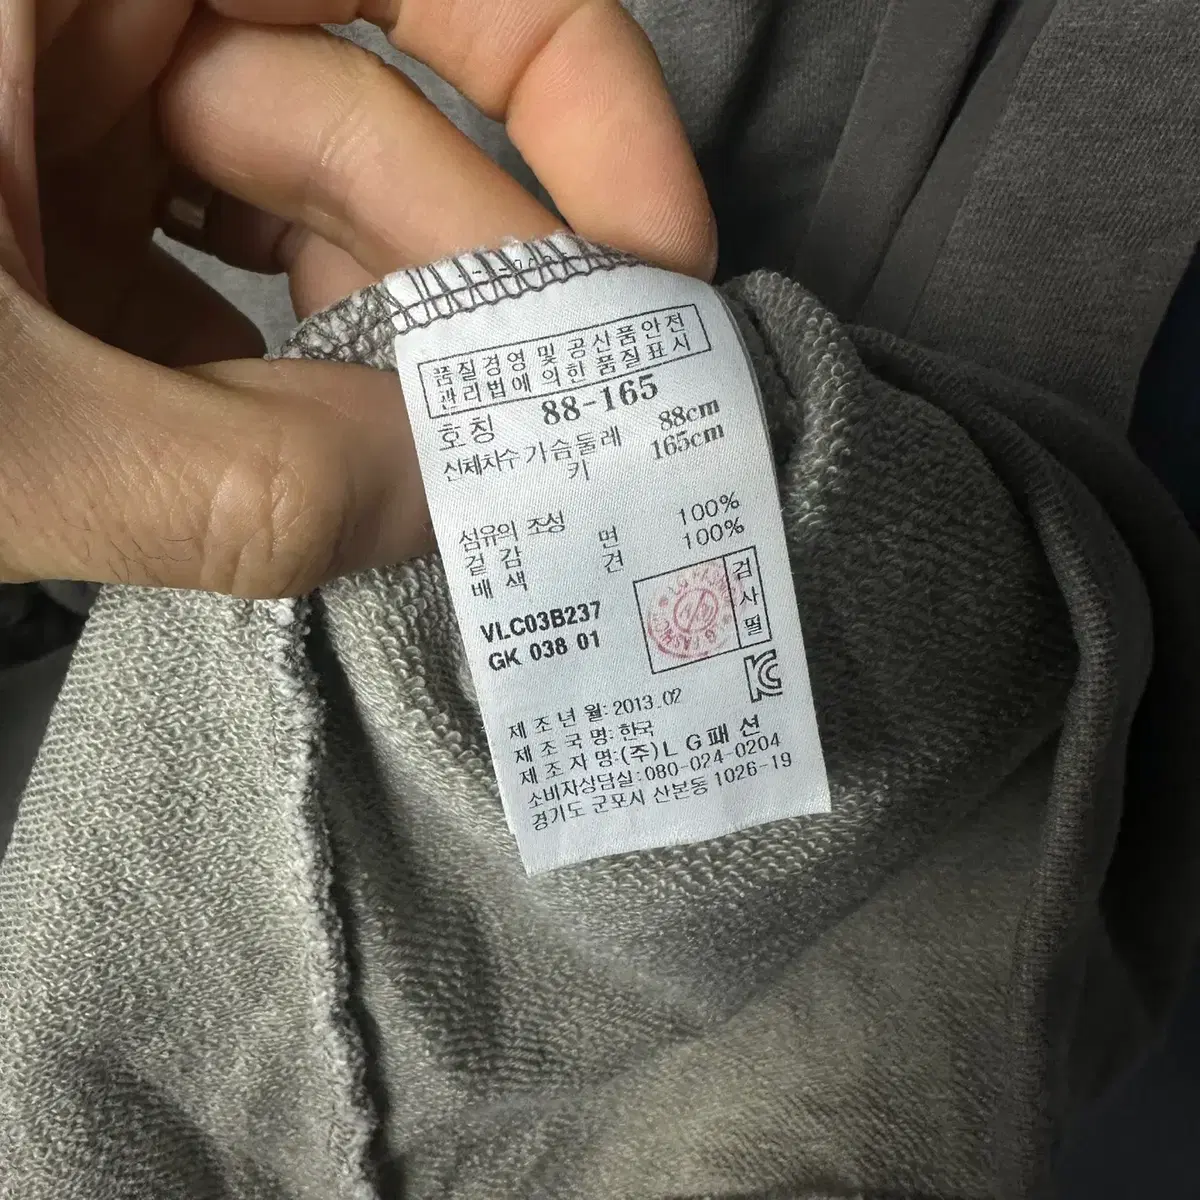 품질경영 및 공산품안전
관리법에 의한 품질표시
호칭 88-165
신체치수 가슴둘레 88cm
키 165cm
섬유의 조성
겉감 면 100%
배색 견 100%
VLC03B237
GK 038 01
검사필
제조년월: 2013.02
제조국명: 한국
제조자명:(주)LG패션
소비자상담실:080-024-0204
경기도 군포시 산본동 1026-19